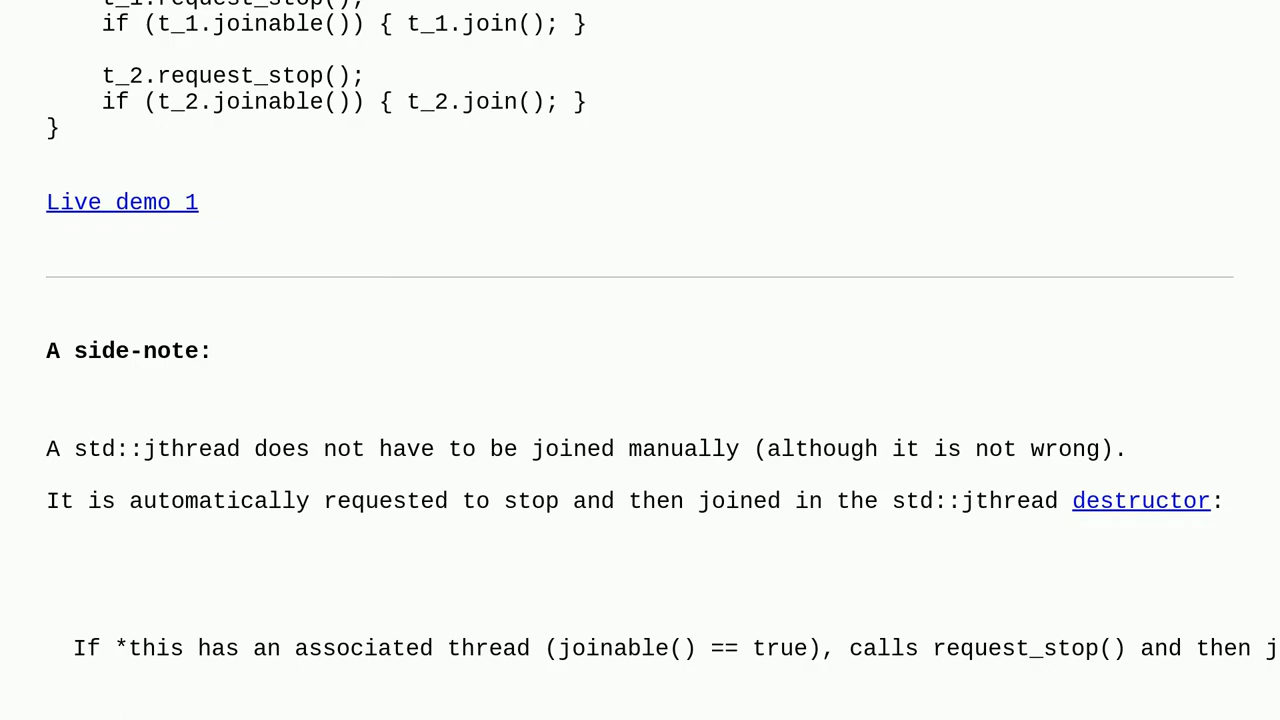 t_1.request_stop();
if (t_1.joinable()) { t_1.join(); }
t_2.request_stop();
if (t_2.joinable()) { t_2.join(); }
}
Live demo 1
A side-note:
A std::jthread does not have to be joined manually (although it is not wrong).
It is automatically requested to stop and then joined in the std::jthread destructor:
If *this has an associated thread (joinable() == true), calls request_stop() and then j